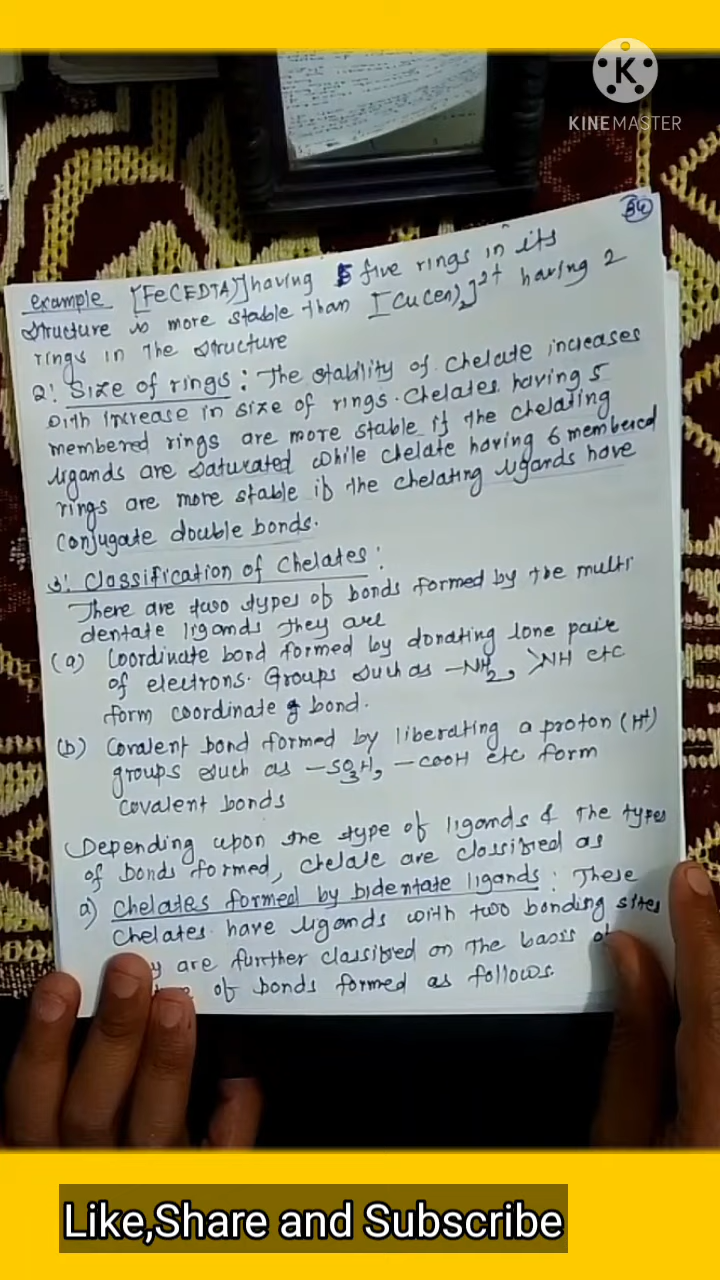 KINEMASTER
34
example [Fe(EDTA)] having 5 five rings in its
structure is more stable than [Cu(en)2]2+ having 2
rings in the structure
2! Size of rings: The stability of chelate increases
with increase in size of rings. Chelates having 5
membered rings are more stable if the chelating
ligands are saturated while chelate having 6 membered
rings are more stable if the chelating ligands have
conjugate double bonds.
3! Classification of Chelates:
There are two types of bonds formed by the multi
dentate ligands they are
(a) Coordinate bond formed by donating lone pair
of electrons. Groups such as -NH2, >NH etc
form coordinate bond.
(b) Covalent bond formed by liberating a proton (H+)
groups such as -SO3H, -COOH etc form
covalent bonds
Depending upon the type of ligands & the types
of bonds formed, chelate are classified as
a) Chelates formed by bidentate ligands: These
chelates have ligands with two bonding sites
y are further classified on the basis of
of bonds formed as follows.
Like,Share and Subscribe